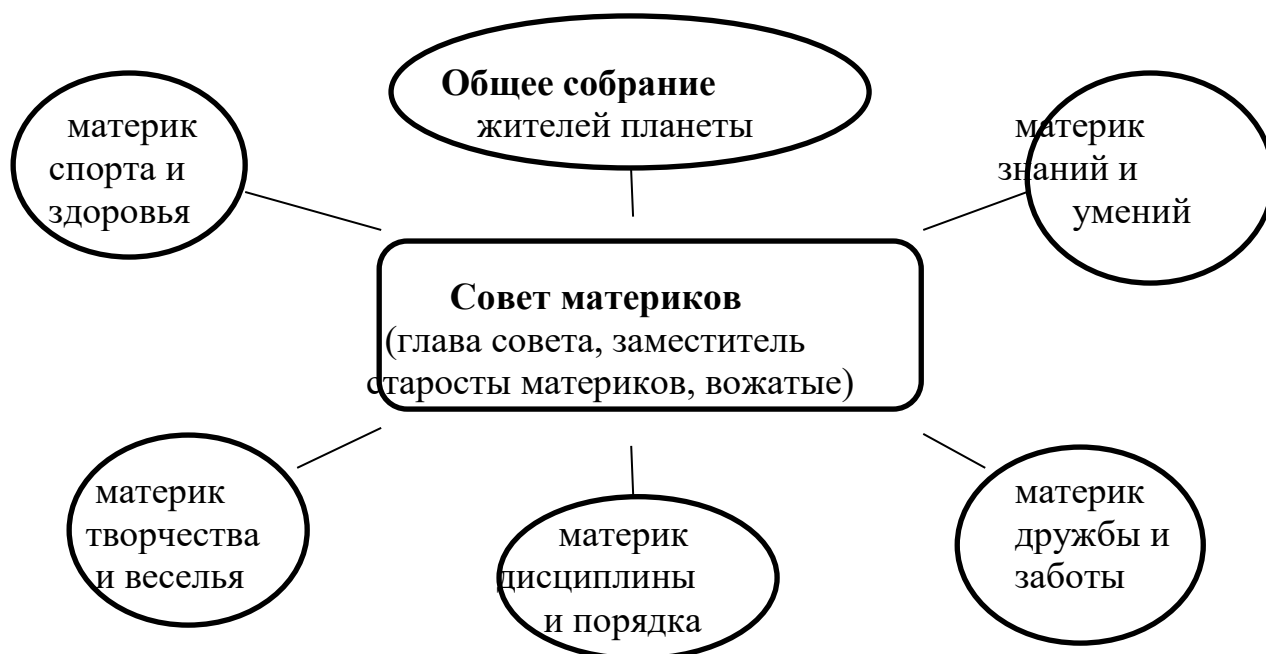 Общее собрание
жителей планеты
материк
спорта и
здоровья
материк
знаний и
умений
Совет материков
(глава совета, заместитель
старосты материков, вожатые)
материк
творчества
и веселья
материк
дисциплины
и порядка
материк
дружбы и
заботы